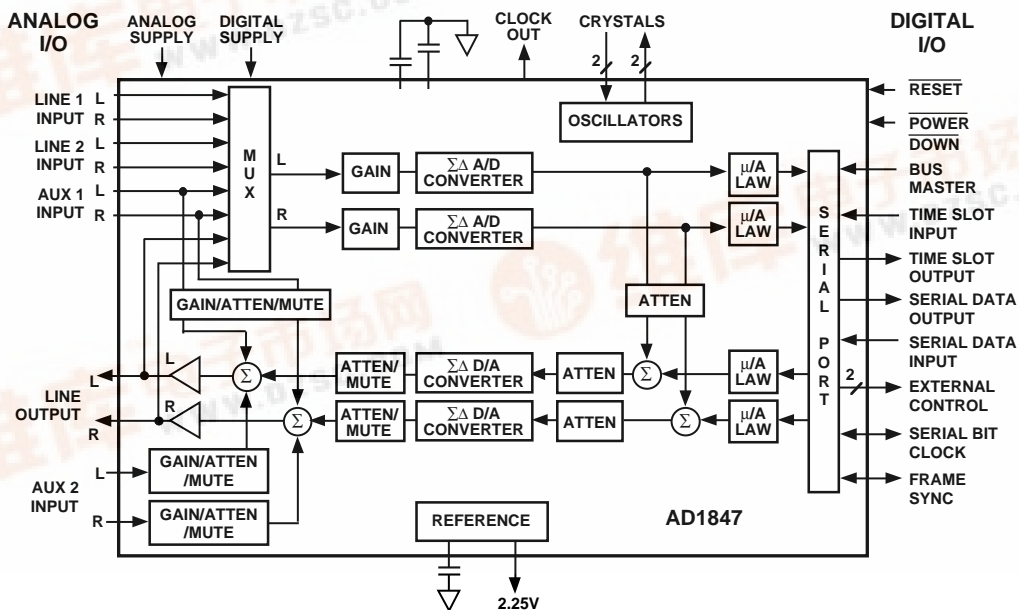 ANALOG
I/O
ANALOG
SUPPLY
DIGITAL
SUPPLY
CLOCK
OUT
CRYSTALS
DIGITAL
I/O
2
2
OSCILLATORS
LINE 1
INPUT
L
R
LINE 2
INPUT
L
R
AUX 1
INPUT
L
R
MUX
L
R
GAIN
GAIN
ΣΔ A/D
CONVERTER
ΣΔ A/D
CONVERTER
μ/A
LAW
μ/A
LAW
SERIAL PORT
RESET
POWER
DOWN
BUS
MASTER
TIME SLOT
INPUT
TIME SLOT
OUTPUT
SERIAL DATA
OUTPUT
SERIAL DATA
INPUT
2
EXTERNAL
CONTROL
SERIAL BIT
CLOCK
FRAME
SYNC
GAIN/ATTEN/MUTE
ATTEN
L
Σ
ATTEN/
MUTE
ΣΔ D/A
CONVERTER
ATTEN
Σ
μ/A
LAW
L
LINE
OUTPUT
R
R
Σ
ATTEN/
MUTE
ΣΔ D/A
CONVERTER
ATTEN
Σ
μ/A
LAW
AUX 2
INPUT
L
R
GAIN/ATTEN
/MUTE
GAIN/ATTEN
/MUTE
REFERENCE
AD1847
2.25V